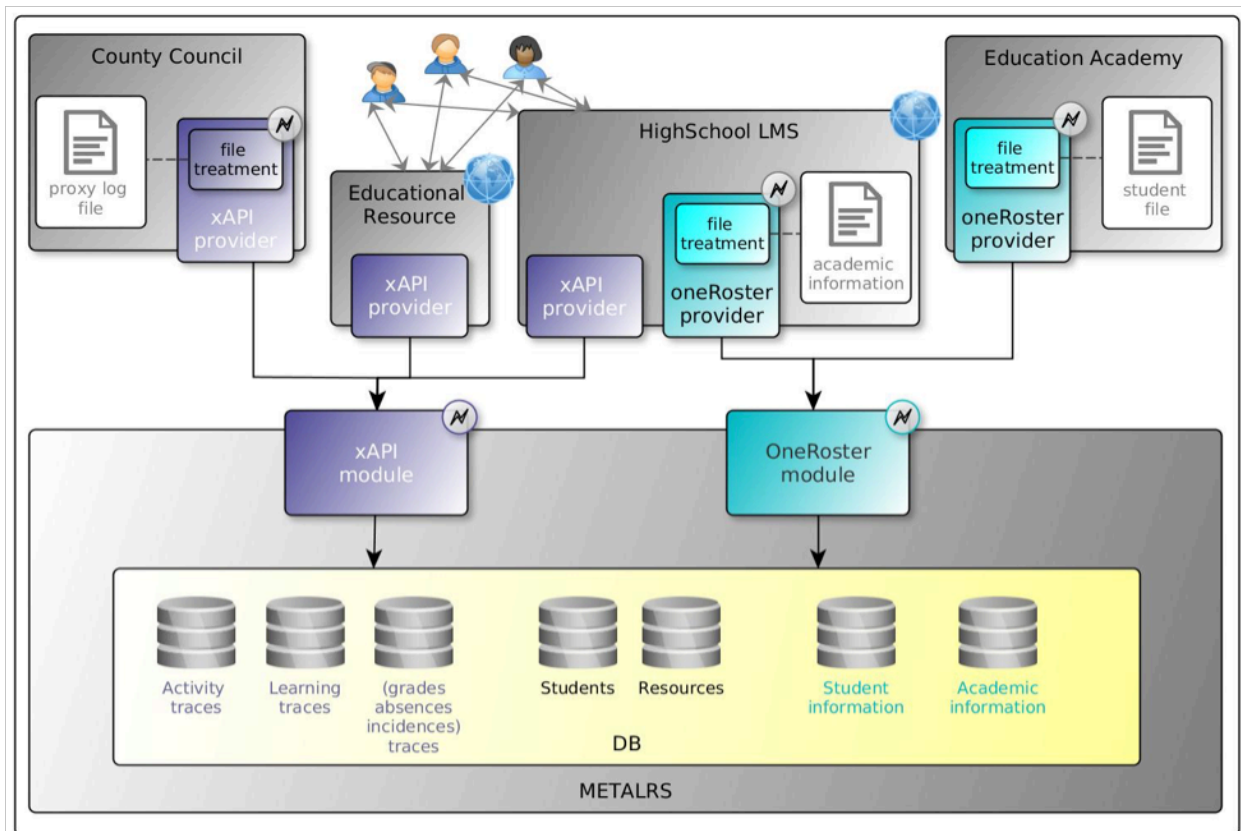 County Council
proxy log
file
file
treatment
xAPI
provider
Educational
Resource
xAPI
provider
HighSchool LMS
xAPI
provider
file
treatment
oneRoster
provider
academic
information
Education Academy
file
treatment
oneRoster
provider
student
file
xAPI
module
OneRoster
module
Activity
traces
Learning
traces
(grades
absences
incidences)
traces
Students
Resources
Student
information
Academic
information
DB
METALRS